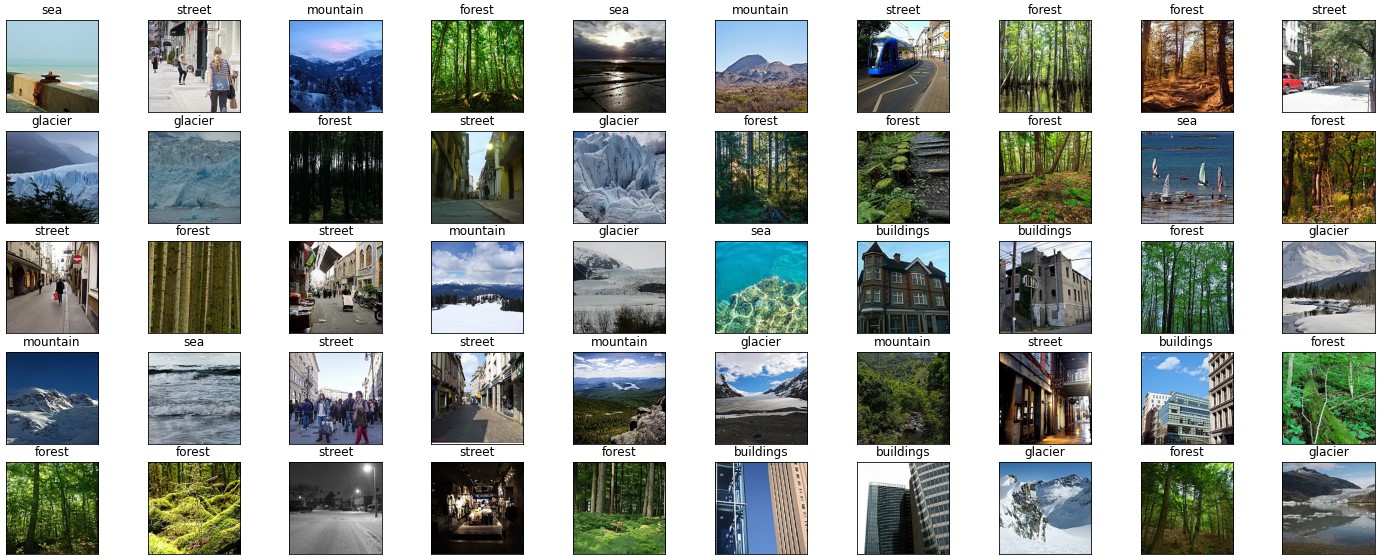 sea street mountain forest sea mountain street forest forest street
glacier glacier forest street glacier forest forest forest sea forest
street forest street mountain glacier sea buildings buildings forest glacier
mountain sea street street mountain glacier mountain street buildings forest
forest forest street street forest buildings buildings glacier forest glacier